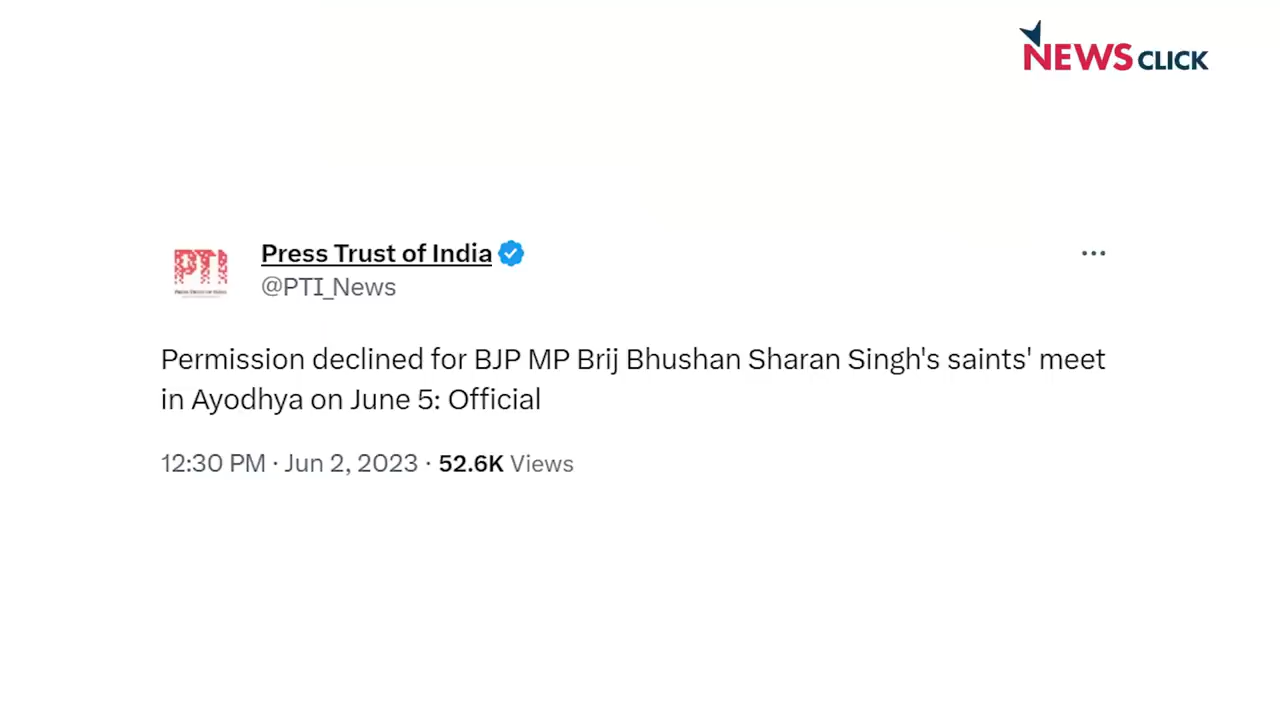 NEWS CLICK
PTI
Press Trust of India
@PTI_News
Permission declined for BJP MP Brij Bhushan Sharan Singh's saints' meet
in Ayodhya on June 5: Official
12:30 PM · Jun 2, 2023 · 52.6K Views